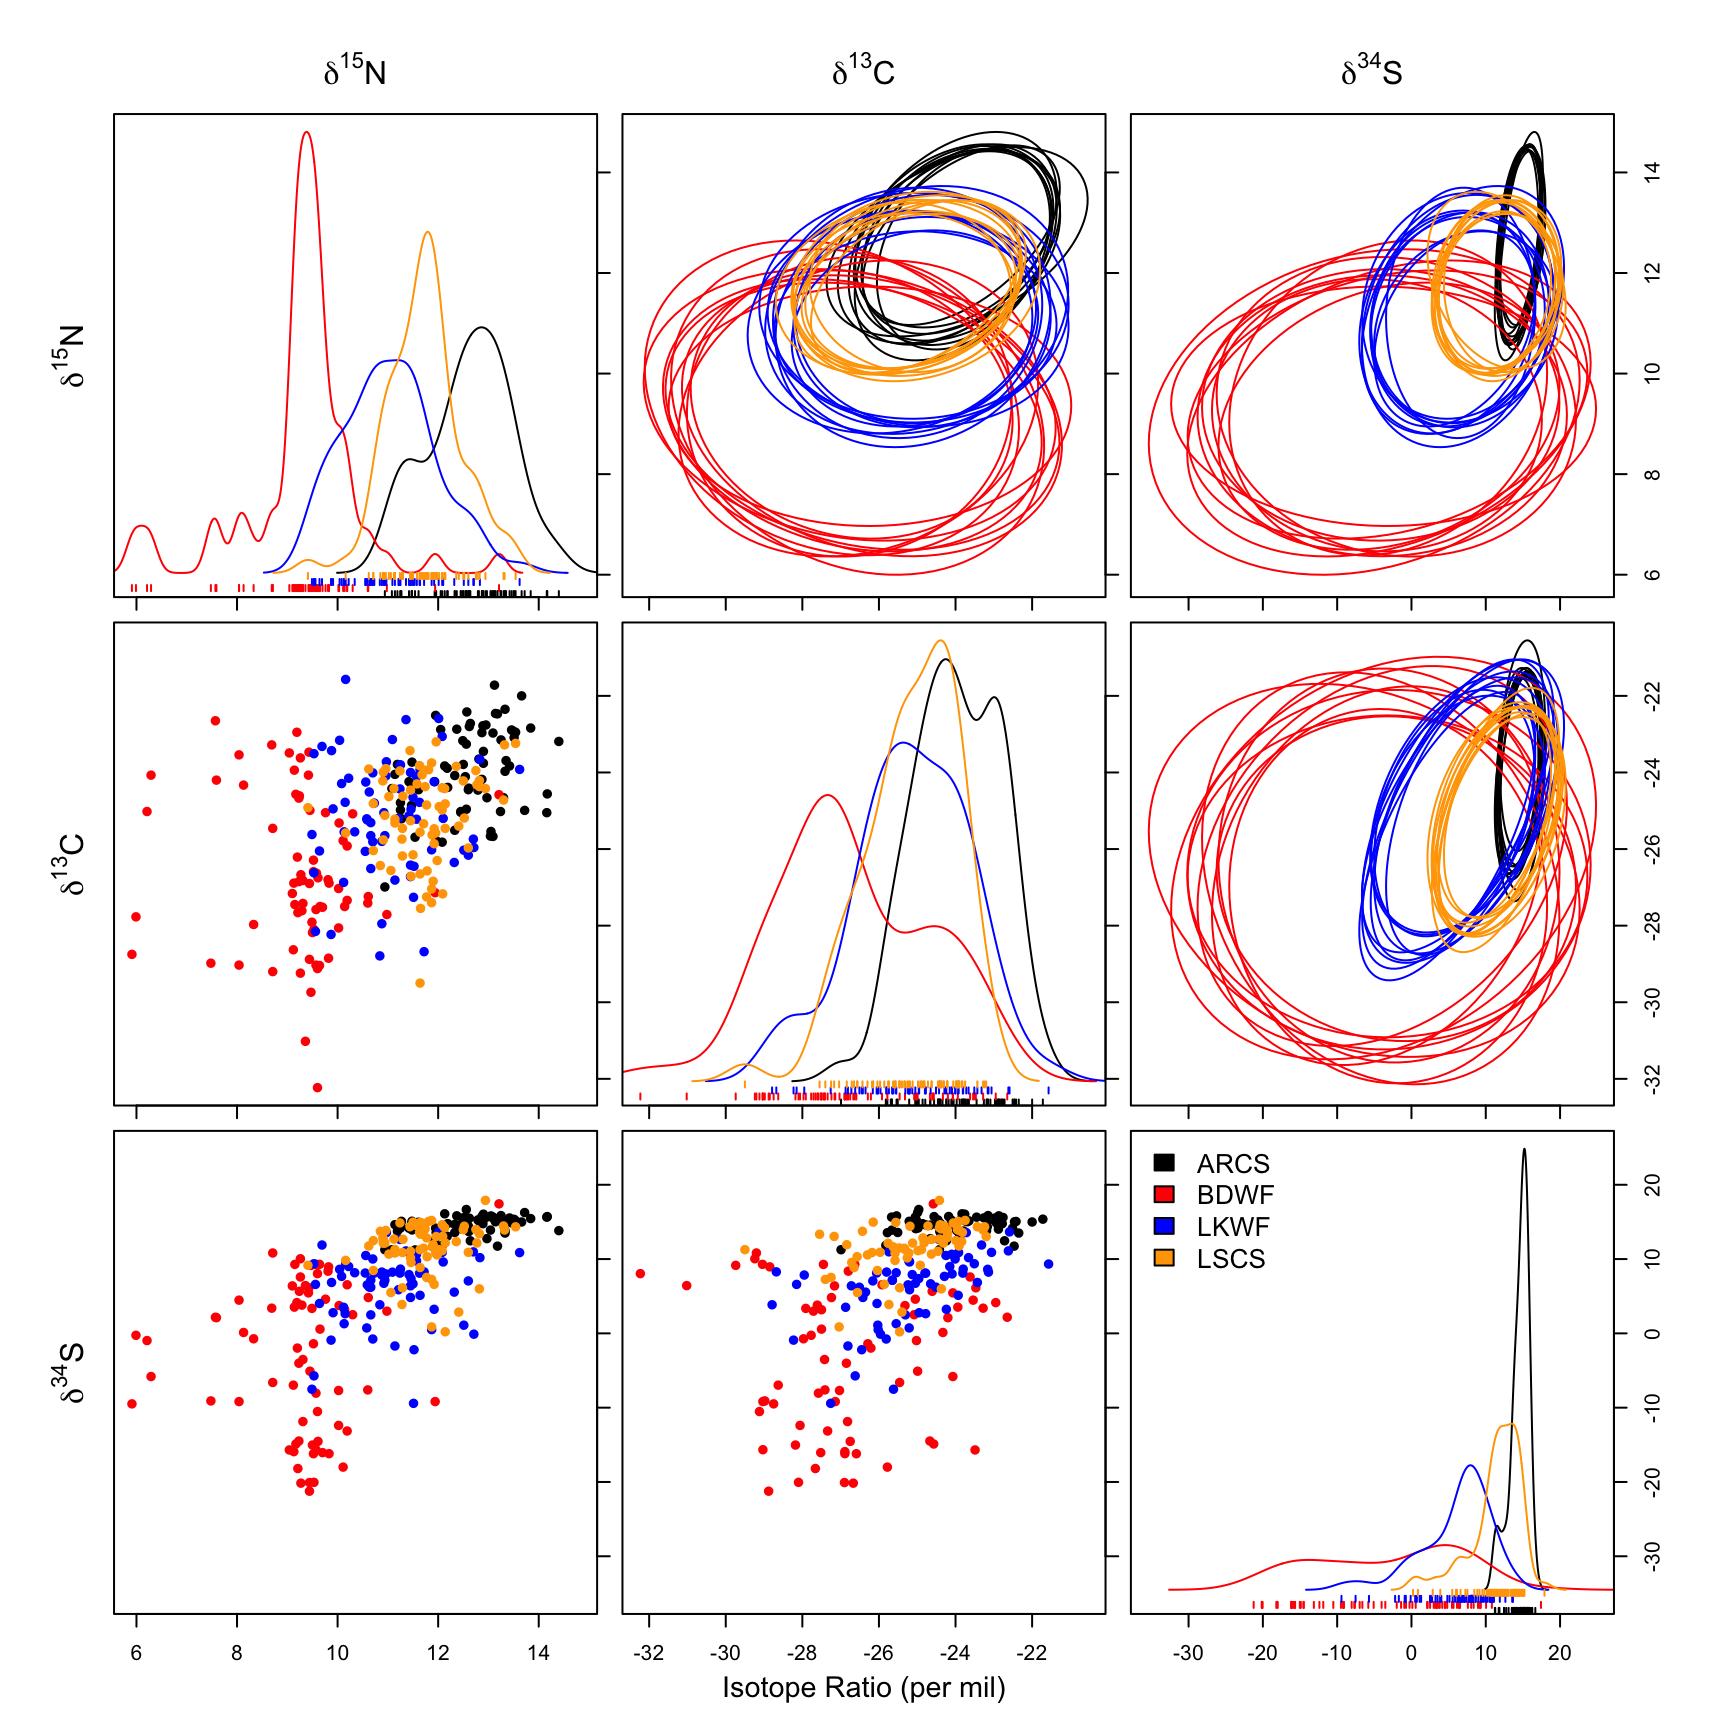 δ¹⁵N δ¹³C δ³⁴S
δ¹⁵N
14
12
10
8
6
δ¹³C
-22
-24
-26
-28
-30
-32
δ³⁴S
ARCS
BDWF
LKWF
LSCS
20
10
0
-10
-20
-30
6 8 10 12 14 -32 -30 -28 -26 -24 -22 -30 -20 -10 0 10 20
Isotope Ratio (per mil)